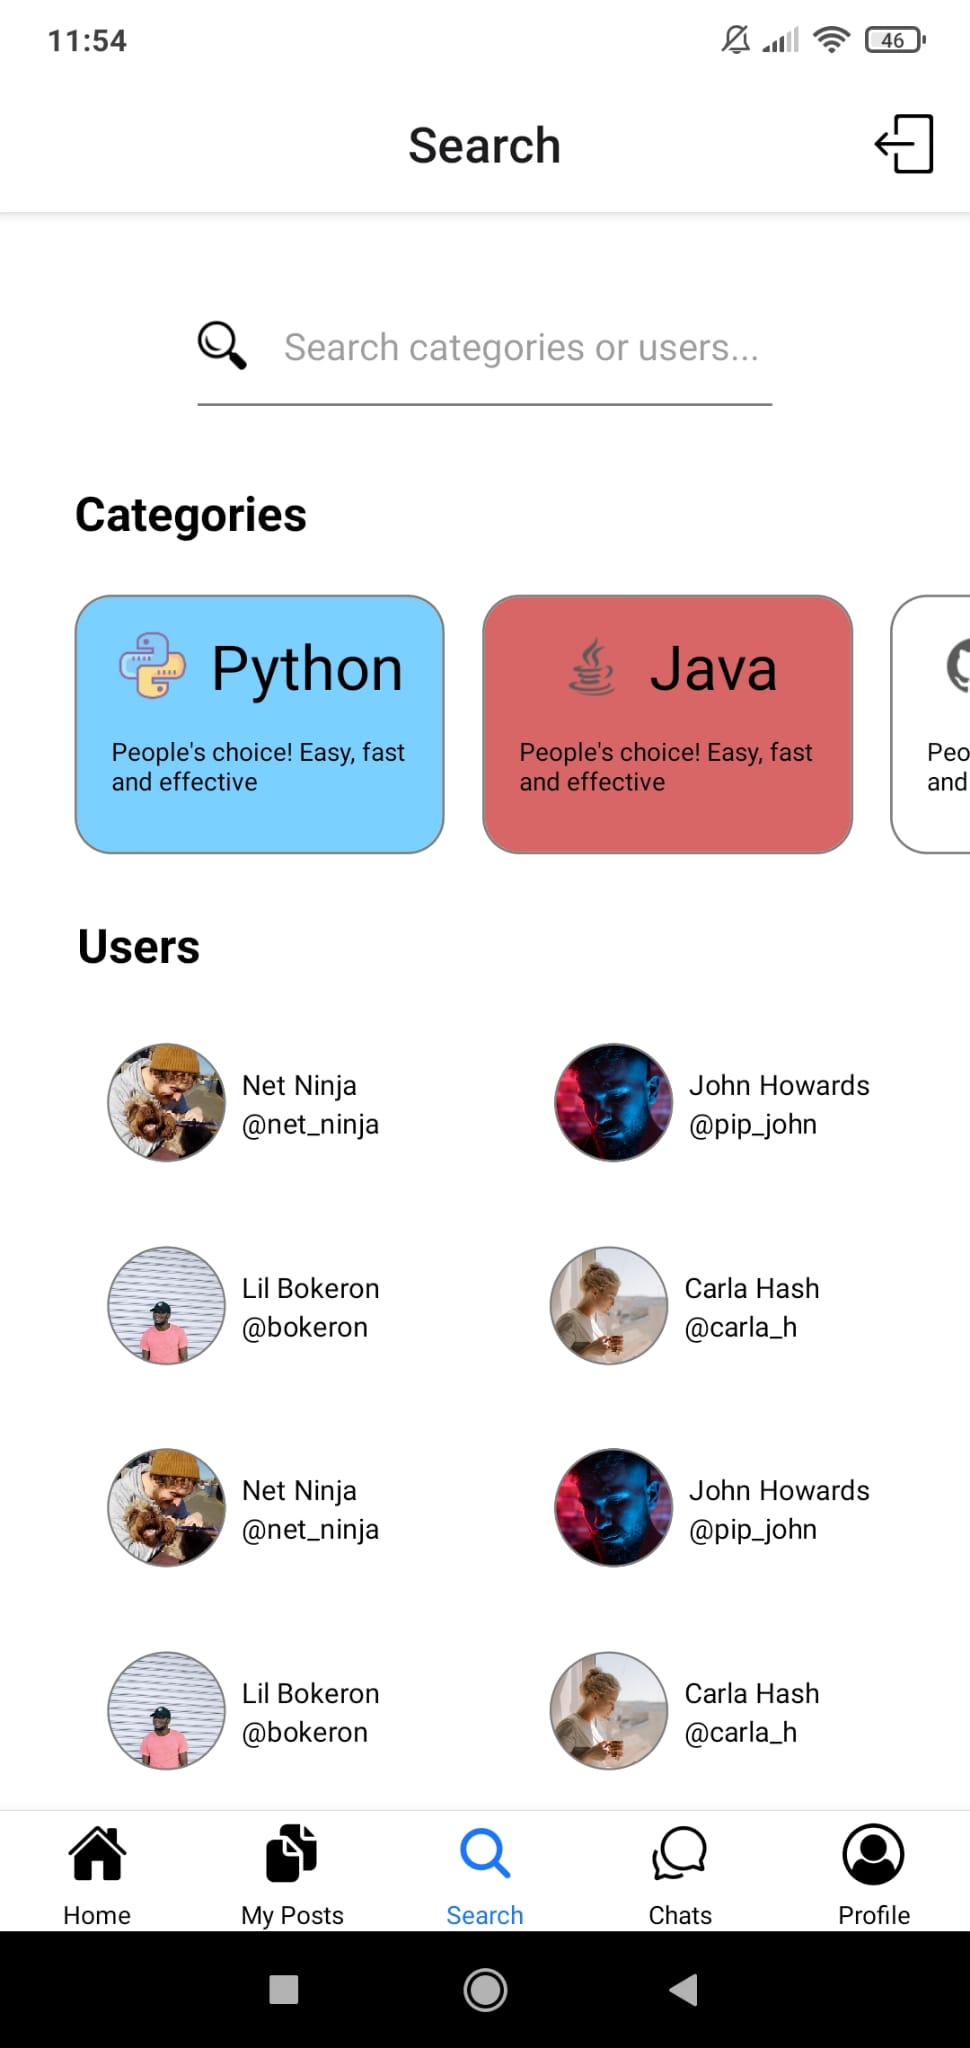 11:54
46
Search
Search categories or users...
Categories
Python
People's choice! Easy, fast
and effective
Java
People's choice! Easy, fast
and effective
Peo
and
Users
Net Ninja
@net_ninja
John Howards
@pip_john
Lil Bokeron
@bokeron
Carla Hash
@carla_h
Net Ninja
@net_ninja
John Howards
@pip_john
Lil Bokeron
@bokeron
Carla Hash
@carla_h
Home
My Posts
Search
Chats
Profile